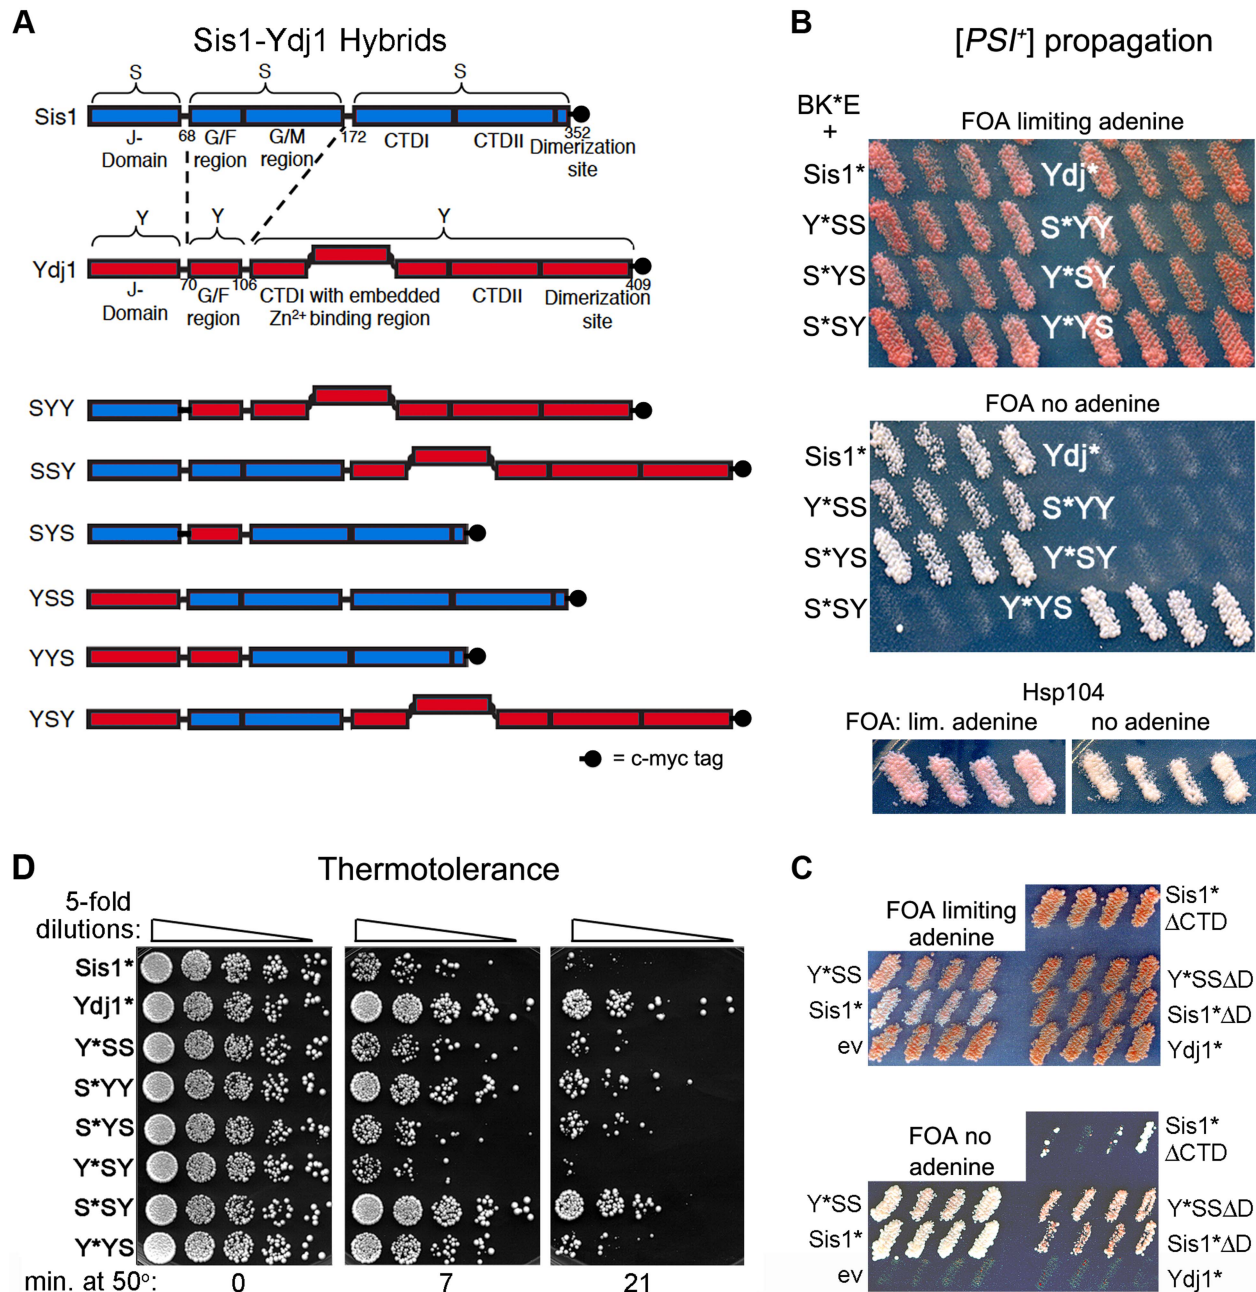 A
Sis1-Ydj1 Hybrids
S S S
Sis1
J-
Domain
68
G/F
region
G/M
region
172
CTDI
CTDII
352
Dimerization
site
Y Y Y
Ydj1
J-
Domain
70
G/F
region
106
CTDI with embedded
Zn2+ binding region
CTDII
409
Dimerization
site
SYY
SSY
SYS
YSS
YYS
YSY
= c-myc tag
B
[PSI+] propagation
BK*E
+
FOA limiting adenine
Sis1* Ydj*
Y*SS S*YY
S*YS Y*SY
S*SY Y*YS
FOA no adenine
Sis1* Ydj*
Y*SS S*YY
S*YS Y*SY
S*SY Y*YS
Hsp104
FOA: lim. adenine no adenine
C
FOA limiting
adenine
Sis1*
ΔCTD
Y*SS Y*SSΔD
Sis1* Sis1*ΔD
ev Ydj1*
FOA no
adenine
Sis1*
ΔCTD
Y*SS Y*SSΔD
Sis1* Sis1*ΔD
ev Ydj1*
D
Thermotolerance
5-fold
dilutions:
Sis1*
Ydj1*
Y*SS
S*YY
S*YS
Y*SY
S*SY
Y*YS
min. at 50°: 0 7 21